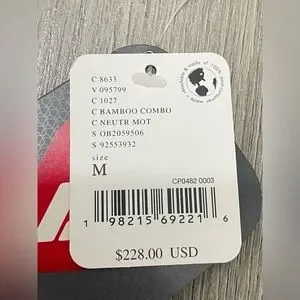 C 8633
V 095799
C 1027
C BAMBOO COMBO
C NEUTR MOT
S OB2059506
S 92553932
size
M
CP0482 0003
1 98215 69221 6
$228.00 USD